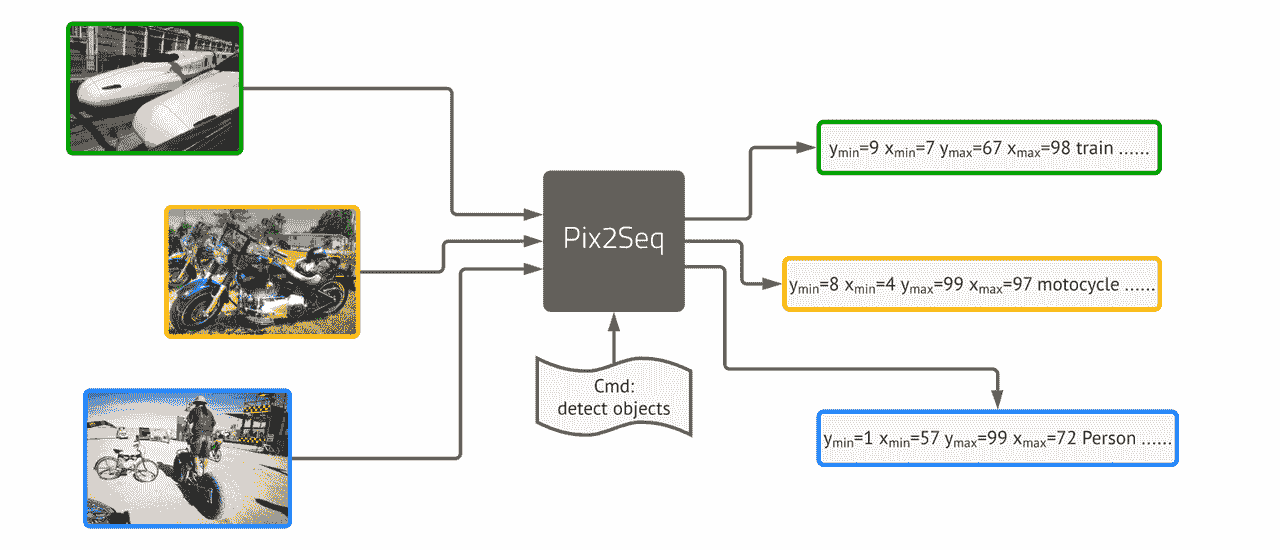 ymin=9 xmin=7 ymax=67 xmax=98 train ......
Pix2Seq
ymin=8 xmin=4 ymax=99 xmax=97 motocycle ......
Cmd:
detect objects
ymin=1 xmin=57 ymax=99 xmax=72 Person ......